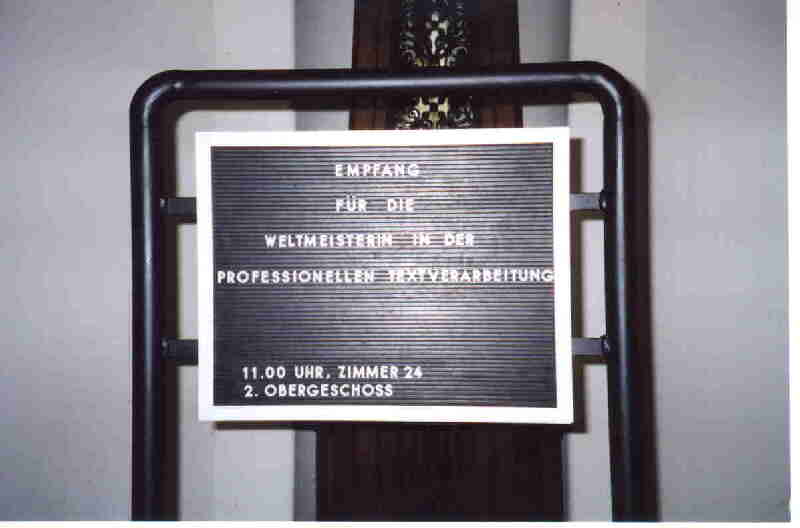 EMPFANG
FÜR DIE
WELTMEISTERIN IN DER
PROFESSIONELLEN TEXTVERARBEITUNG
11.00 UHR, ZIMMER 24
2. OBERGESCHOSS